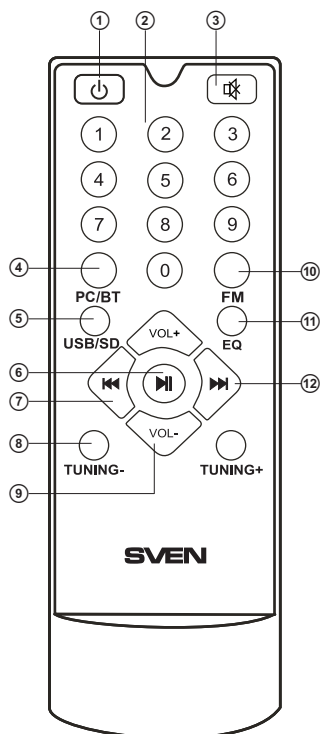 ① ② ③
1 2 3
4 5 6
7 8 9
④ 0 ⑩
PC/BT FM
⑤ ⑪
USB/SD VOL+ EQ
⑥
⑦ ⑫
⑧ VOL-
TUNING- TUNING+
⑨
SVEN